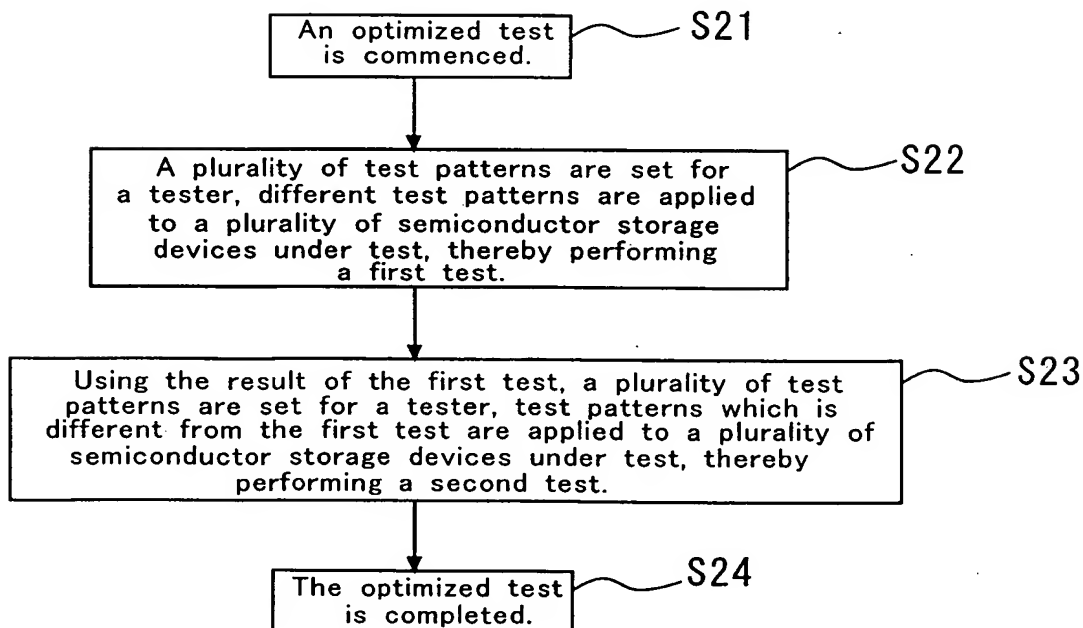 An optimized test
is commenced.
S21
A plurality of test patterns are set for
a tester, different test patterns are applied
to a plurality of semiconductor storage
devices under test, thereby performing
a first test.
S22
Using the result of the first test, a plurality of test
patterns are set for a tester, test patterns which is
different from the first test are applied to a plurality of
semiconductor storage devices under test, thereby
performing a second test.
S23
The optimized test
is completed.
S24